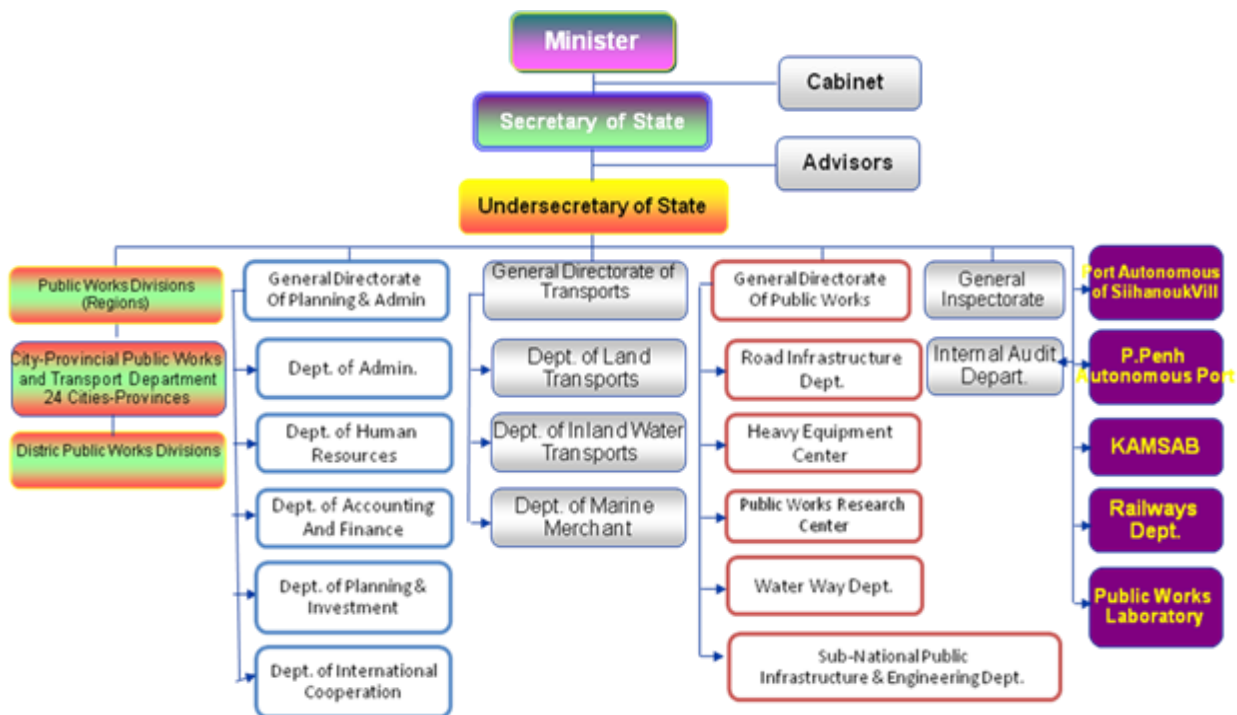 Minister
Cabinet
Secretary of State
Advisors
Undersecretary of State
Public Works Divisions
(Regions)
City-Provincial Public Works
and Transport Department
24 Cities-Provinces
Distric Public Works Divisions
General Directorate
Of Planning & Admin
Dept. of Admin.
Dept. of Human
Resources
Dept. of Accounting
And Finance
Dept. of Planning &
Investment
Dept. of International
Cooperation
General Directorate of
Transports
Dept. of Land
Transports
Dept. of Inland Water
Transports
Dept. of Marine
Merchant
General Directorate
Of Public Works
Road Infrastructure
Dept.
Heavy Equipment
Center
Public Works Research
Center
Water Way Dept.
Sub-National Public
Infrastructure & Engineering Dept.
General
Inspectorate
Internal Audit
Depart.
Port Autonomous
of SiihanoukVill
P.Penh
Autonomous Port
KAMSAB
Railways
Dept.
Public Works
Laboratory